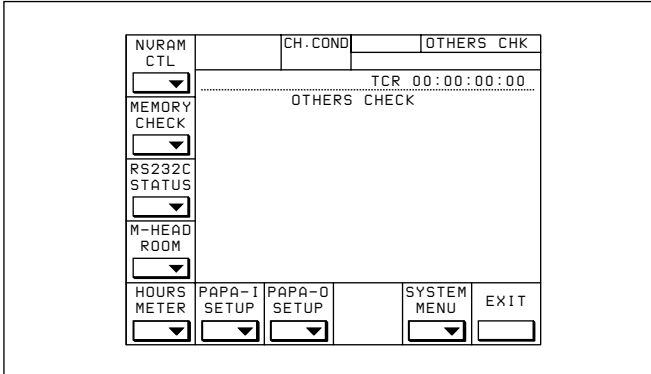 NVRAM
CTL
CH.COND
OTHERS CHK
TCR 00:00:00:00
OTHERS CHECK
MEMORY
CHECK
RS232C
STATUS
M-HEAD
ROOM
HOURS
METER
PAPA-I
SETUP
PAPA-O
SETUP
SYSTEM
MENU
EXIT